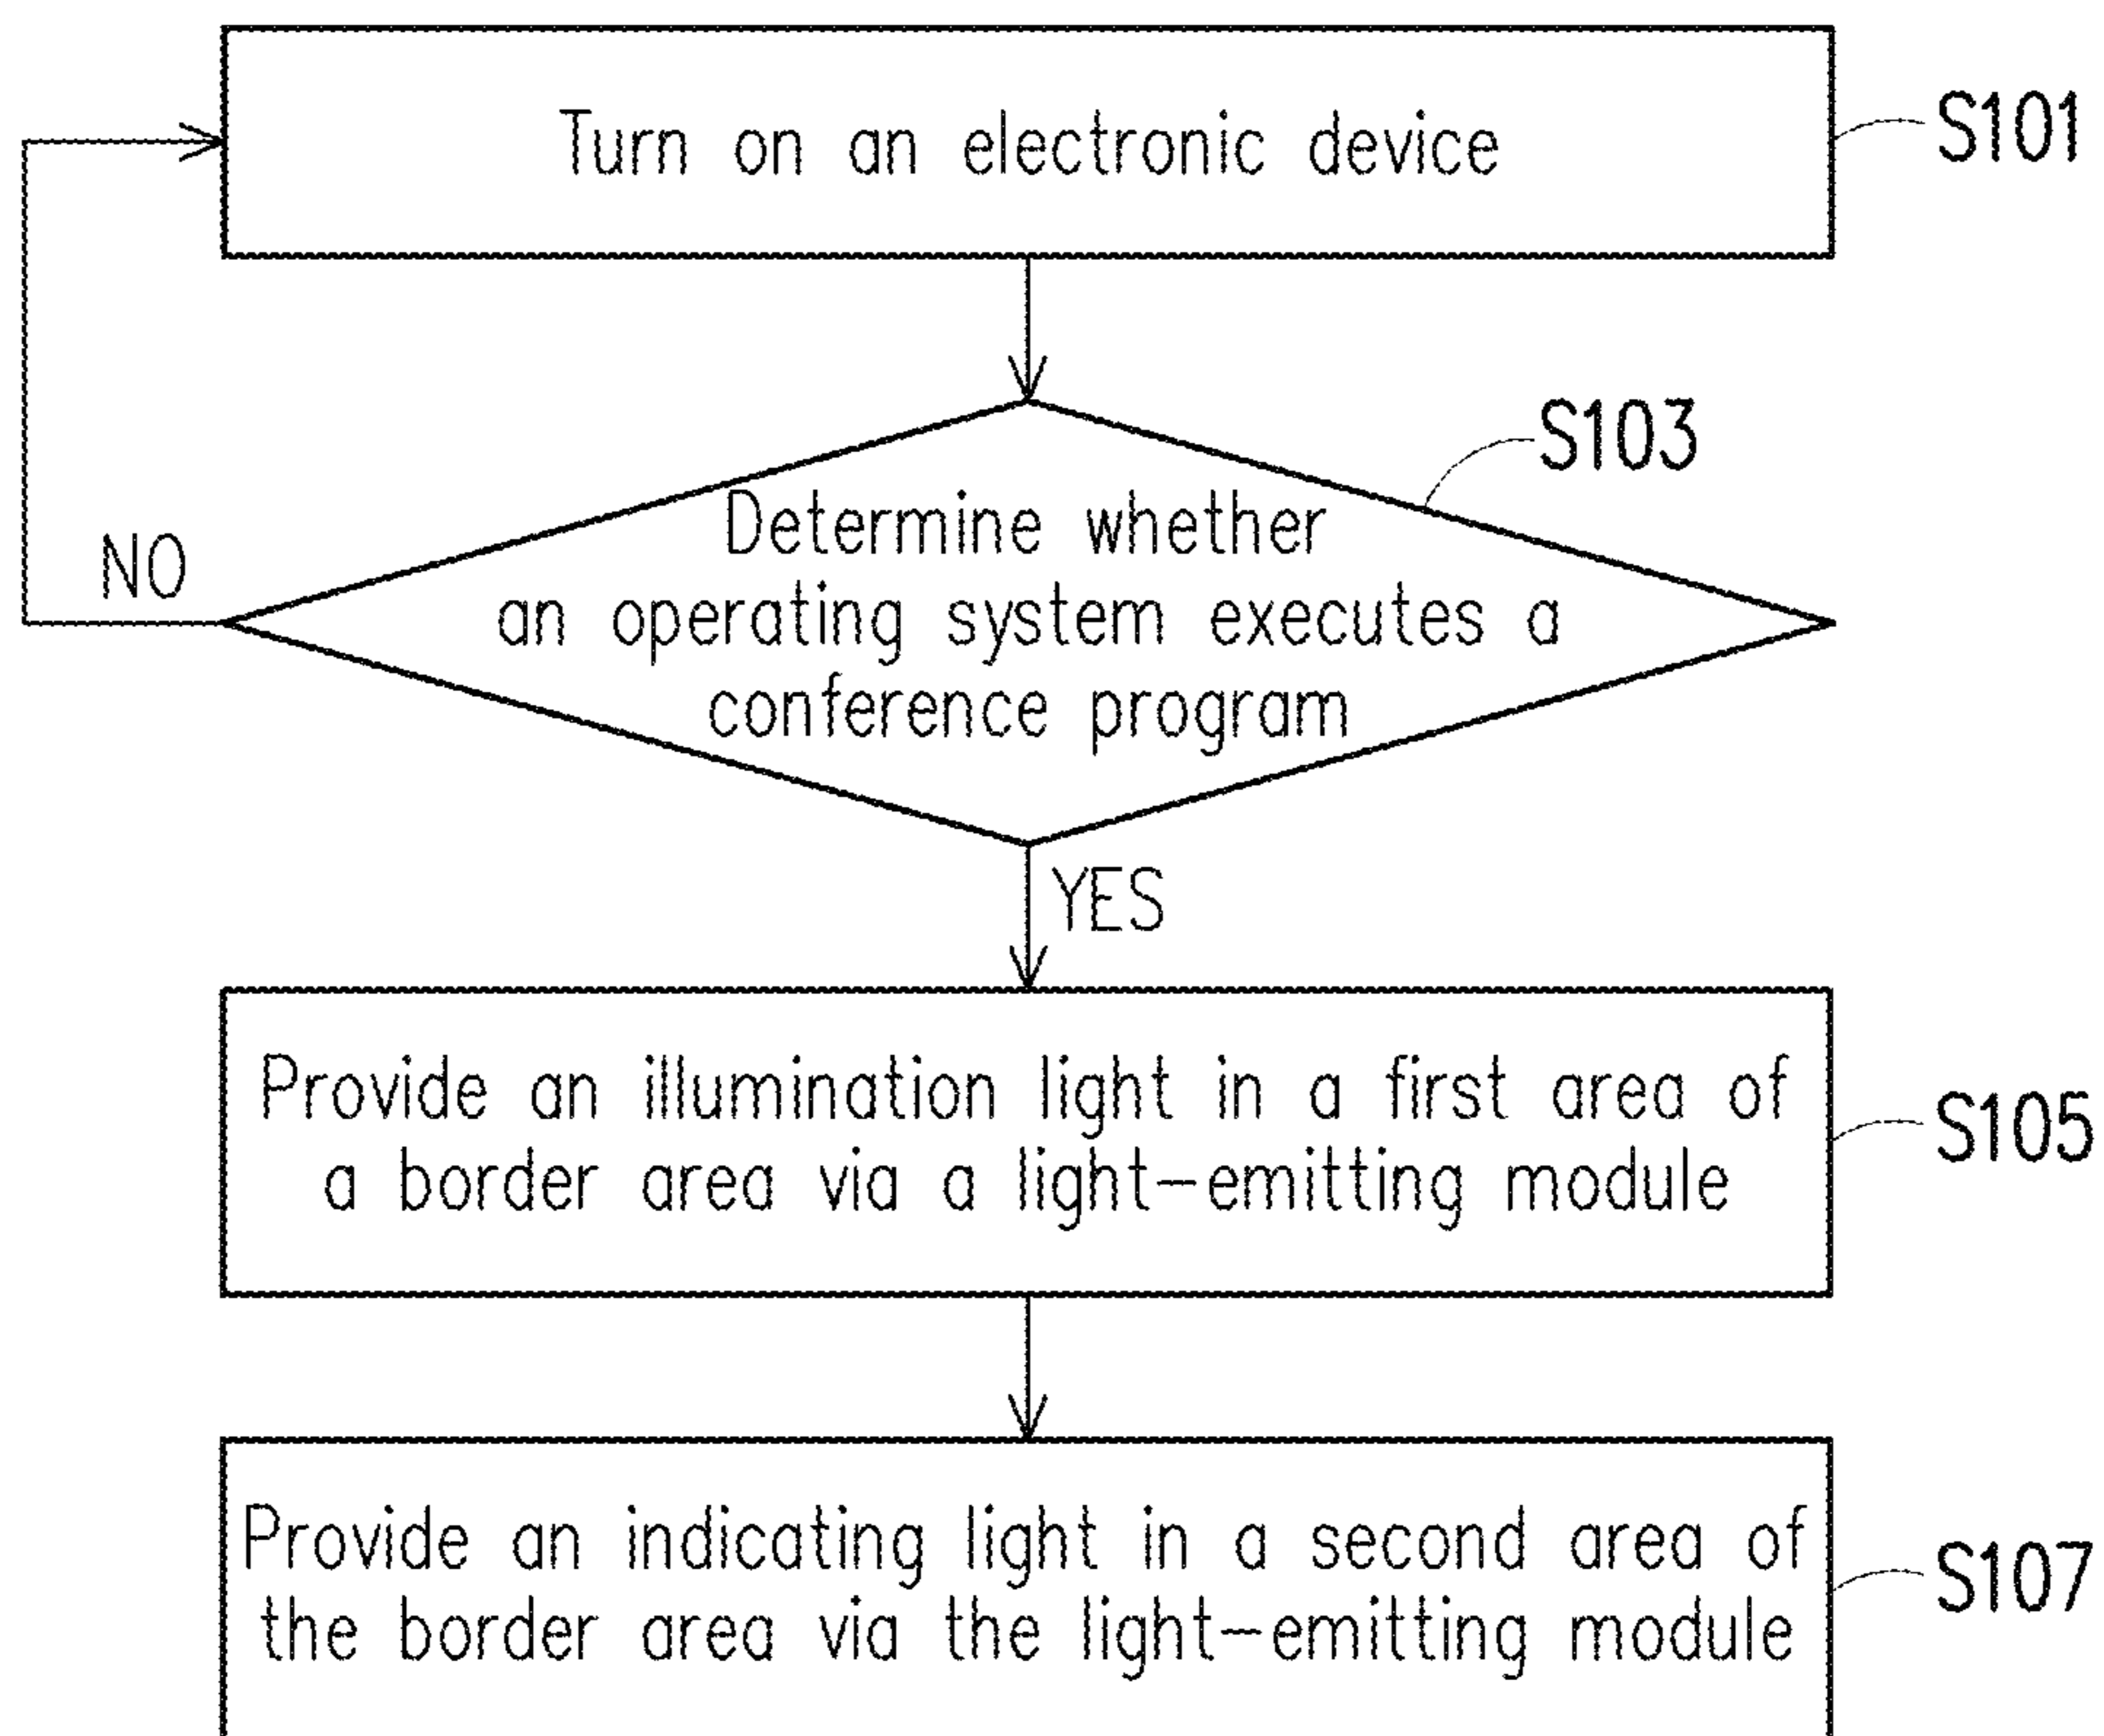 Turn on an electronic device
S101
S103
Determine whether
an operating system executes a
conference program
NO
YES
Provide an illumination light in a first area of
a border area via a light-emitting module
S105
Provide an indicating light in a second area of
the border area via the light-emitting module
S107